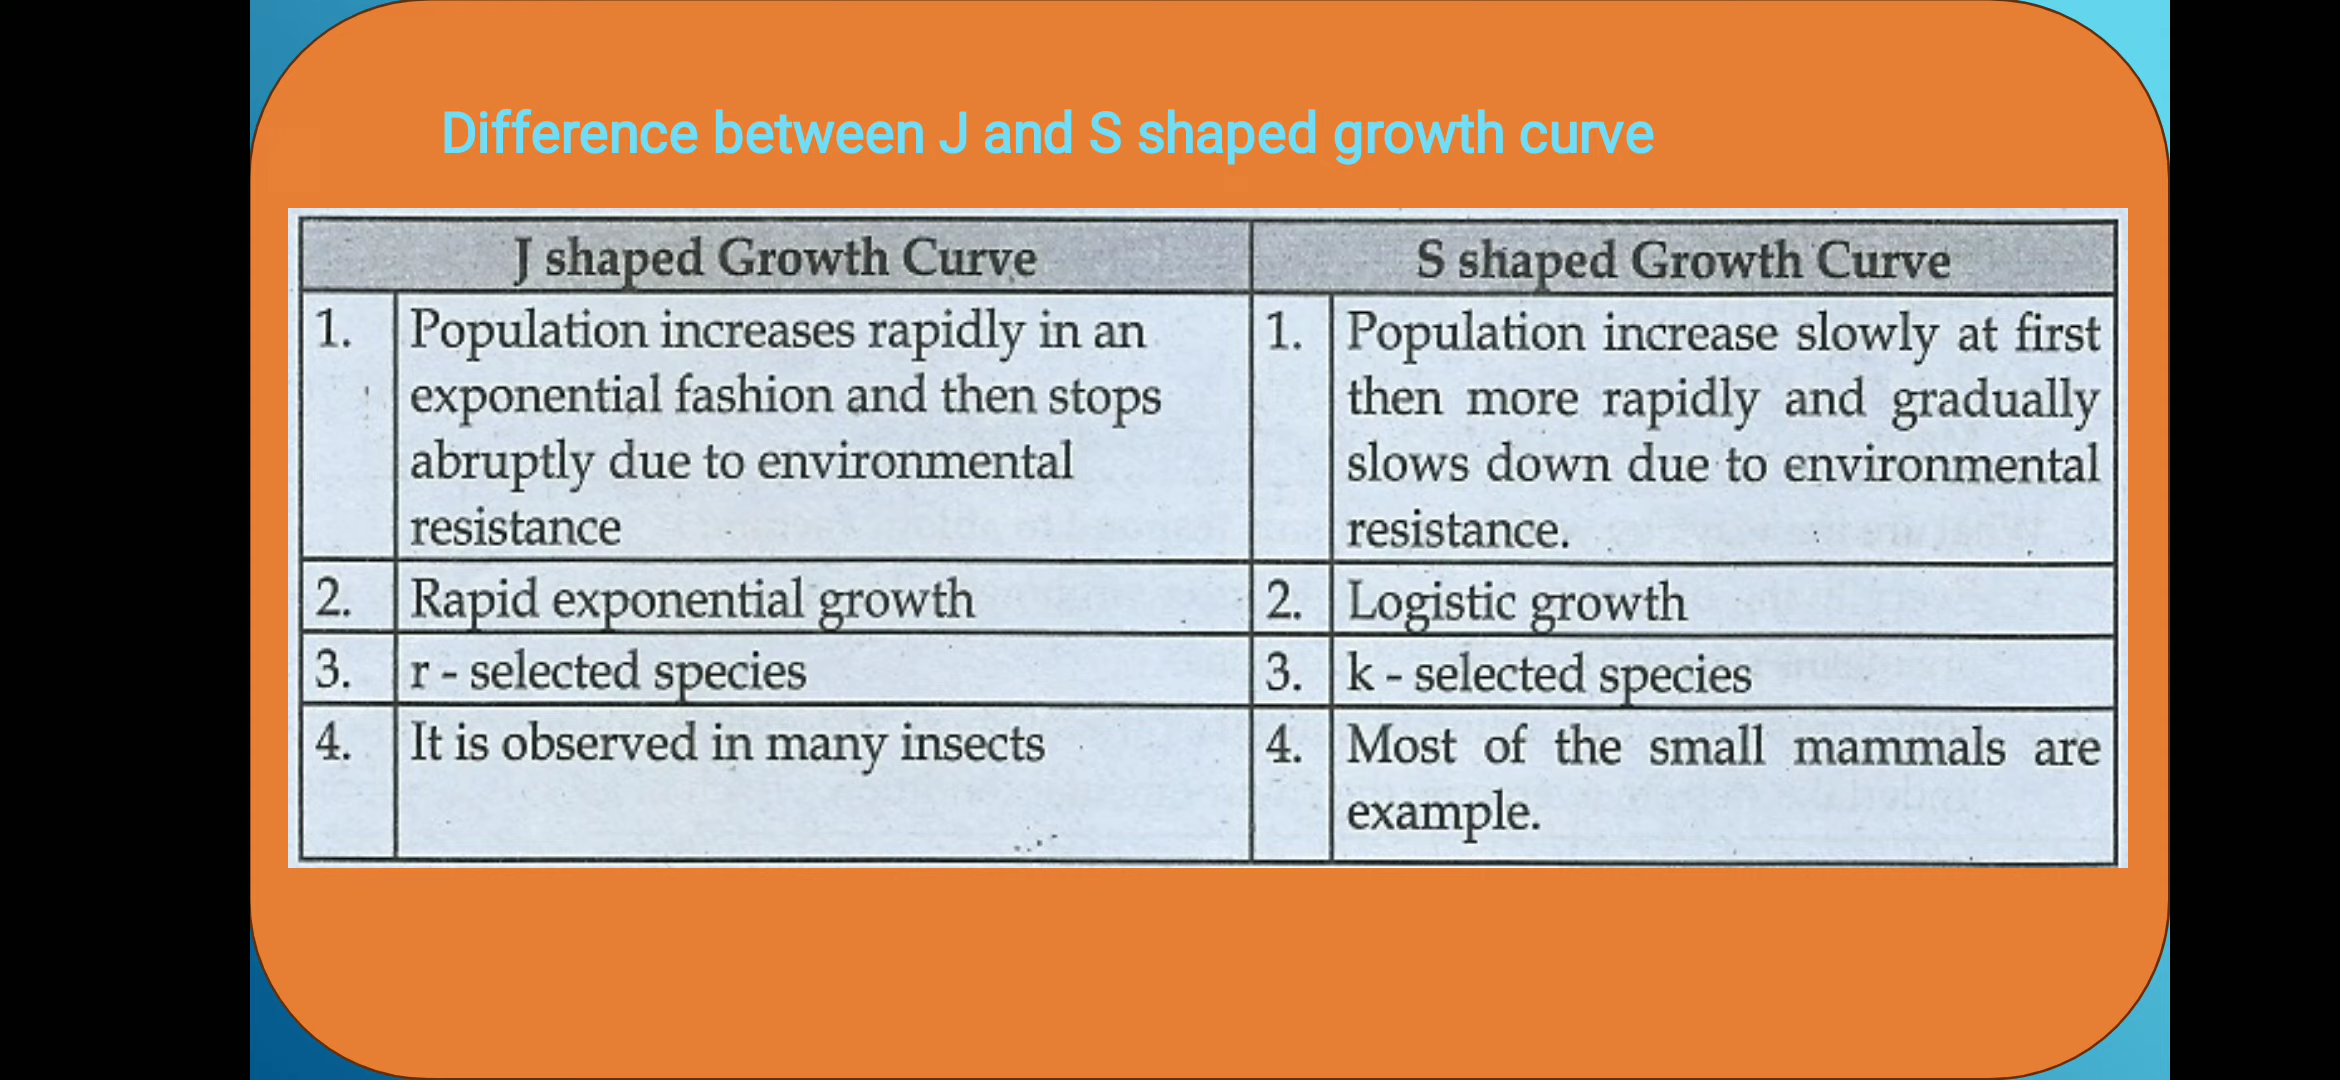 Difference between J and S shaped growth curve
J shaped Growth Curve
S shaped Growth Curve
1.
Population increases rapidly in an
exponential fashion and then stops
abruptly due to environmental
resistance
1.
Population increase slowly at first
then more rapidly and gradually
slows down due to environmental
resistance.
2.
Rapid exponential growth
2.
Logistic growth
3.
r - selected species
3.
k - selected species
4.
It is observed in many insects
4.
Most of the small mammals are
example.